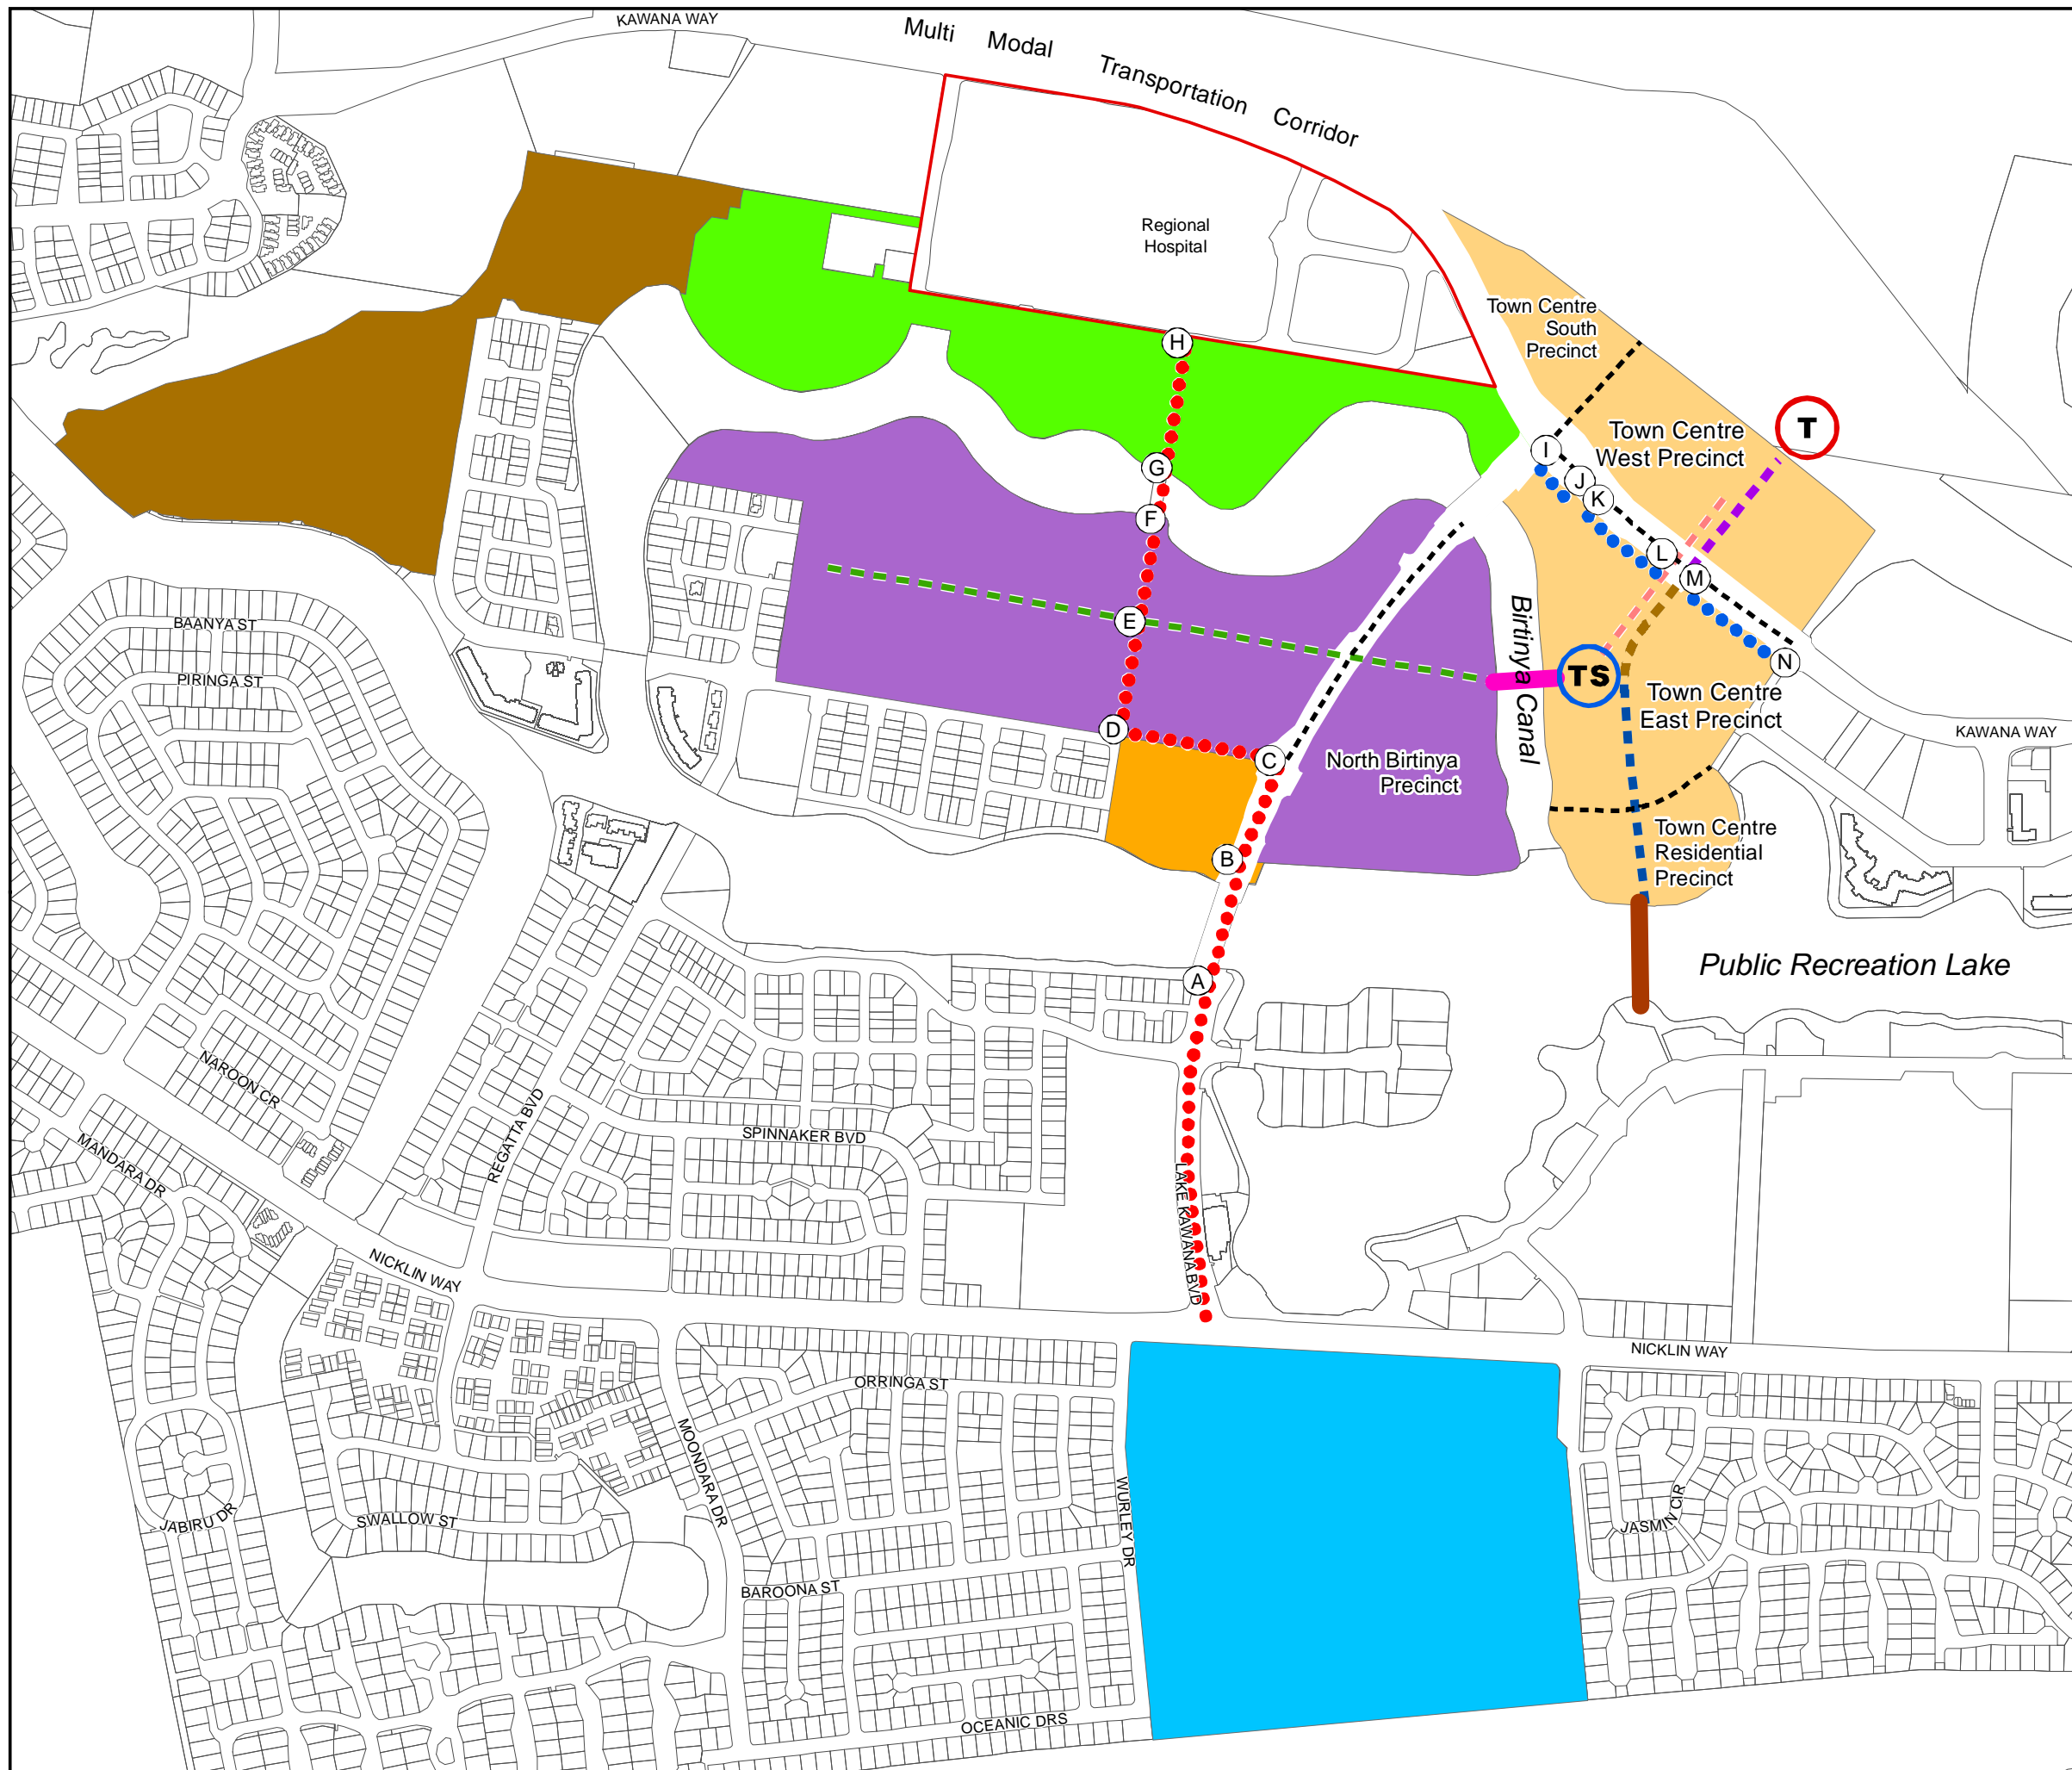 KAWANA WAY
Multi Modal Transportation Corridor
Regional
Hospital
Town Centre
South
Precinct
H
T
Town Centre
West Precinct
I
J
K
G
F
L
M
E
Birtinya Canal
N
TS
Town Centre
East Precinct
D
C
North Birtinya
Precinct
KAWANA WAY
B
Town Centre
Residential
Precinct
A
Public Recreation Lake
BAANYA ST
PIRINGA ST
NAROON CR
MANDARA DR
REGATTA BVD
SPINNAKER BVD
LAKE KAWANA BVD
NICKLIN WAY
NICKLIN WAY
ORRINGA ST
MOONDARA DR
WURLEY DR
JABIRU DR
SWALLOW ST
JASMIN CIR
BAROONA ST
OCEANIC DRS